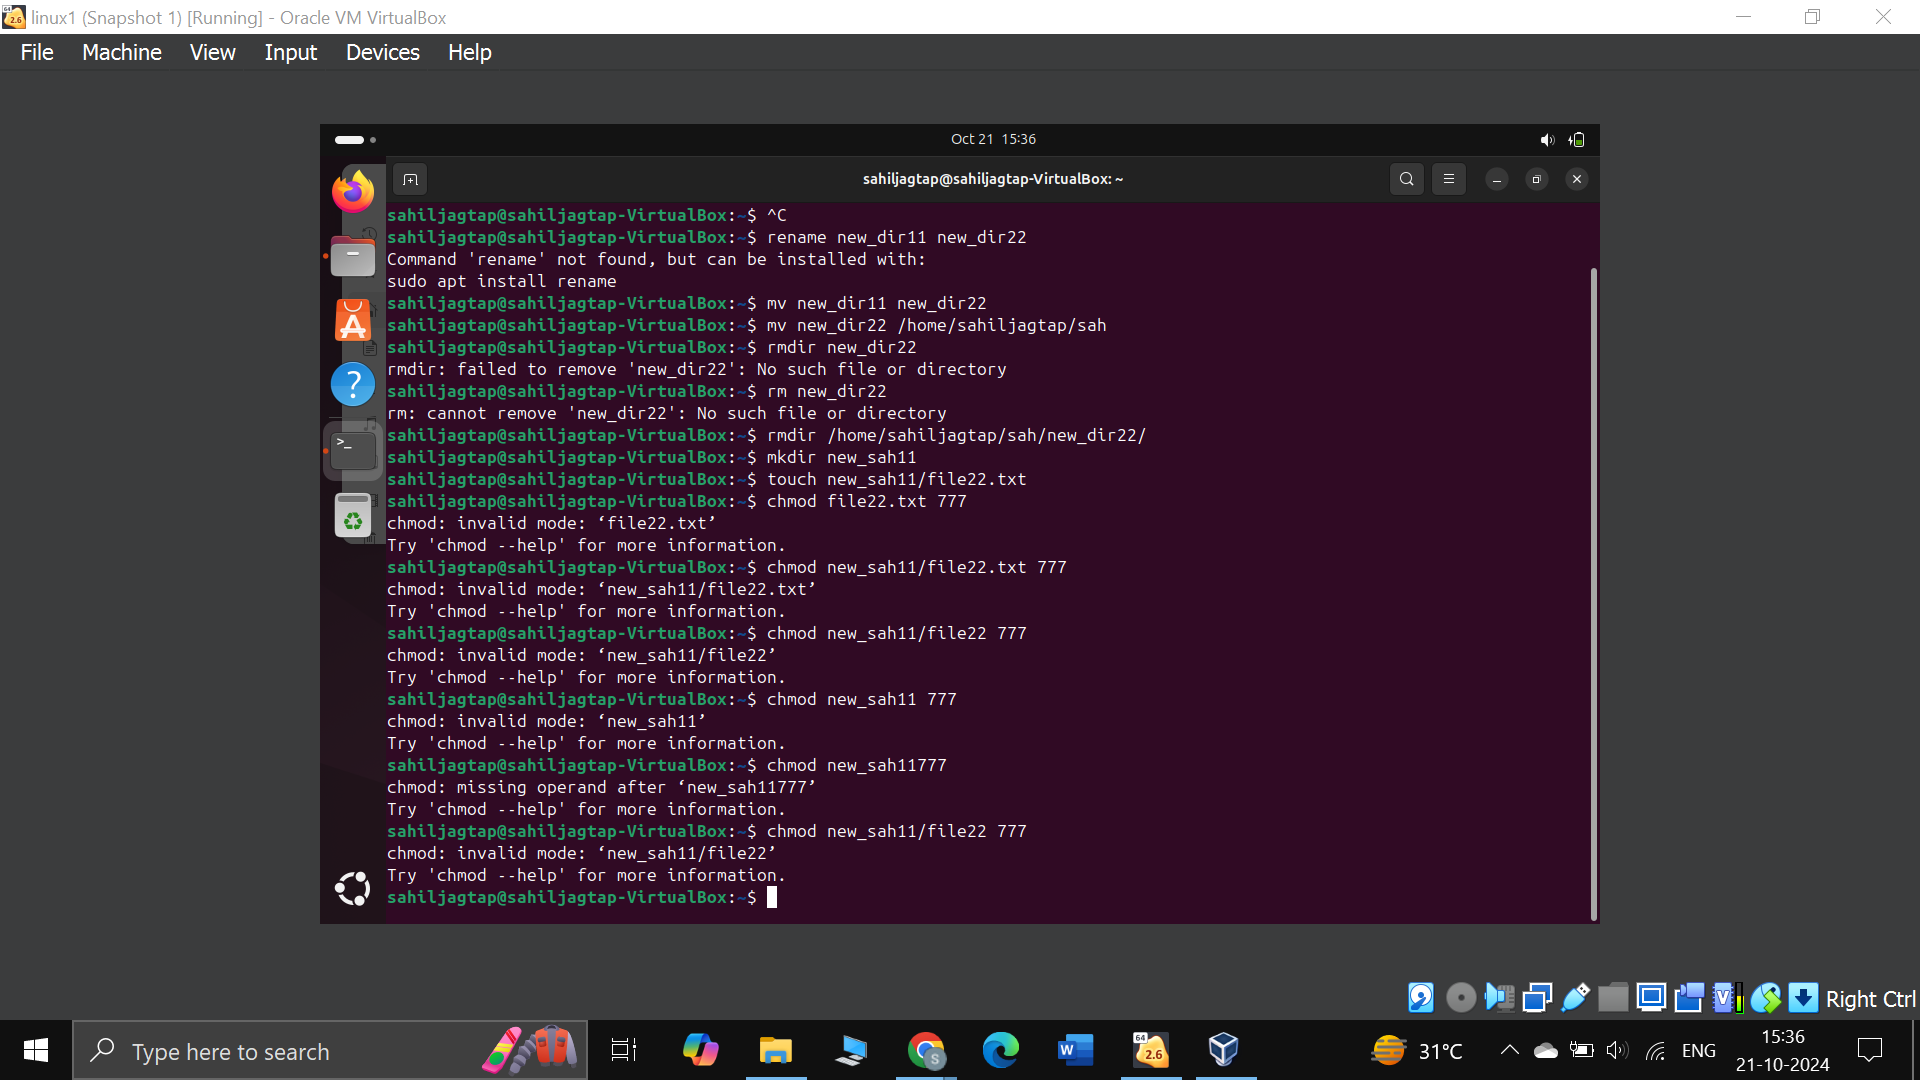 linux1 (Snapshot 1) [Running] - Oracle VM VirtualBox
File Machine View Input Devices Help
Oct 21 15:36
sahiljagtap@sahiljagtap-VirtualBox: ~
sahiljagtap@sahiljagtap-VirtualBox:~$ ^C
sahiljagtap@sahiljagtap-VirtualBox:~$ rename new_dir11 new_dir22
Command 'rename' not found, but can be installed with:
sudo apt install rename
sahiljagtap@sahiljagtap-VirtualBox:~$ mv new_dir11 new_dir22
sahiljagtap@sahiljagtap-VirtualBox:~$ mv new_dir22 /home/sahiljagtap/sah
sahiljagtap@sahiljagtap-VirtualBox:~$ rmdir new_dir22
rmdir: failed to remove 'new_dir22': No such file or directory
sahiljagtap@sahiljagtap-VirtualBox:~$ rm new_dir22
rm: cannot remove 'new_dir22': No such file or directory
sahiljagtap@sahiljagtap-VirtualBox:~$ rmdir /home/sahiljagtap/sah/new_dir22/
sahiljagtap@sahiljagtap-VirtualBox:~$ mkdir new_sah11
sahiljagtap@sahiljagtap-VirtualBox:~$ touch new_sah11/file22.txt
sahiljagtap@sahiljagtap-VirtualBox:~$ chmod file22.txt 777
chmod: invalid mode: ‘file22.txt’
Try 'chmod --help' for more information.
sahiljagtap@sahiljagtap-VirtualBox:~$ chmod new_sah11/file22.txt 777
chmod: invalid mode: ‘new_sah11/file22.txt’
Try 'chmod --help' for more information.
sahiljagtap@sahiljagtap-VirtualBox:~$ chmod new_sah11/file22 777
chmod: invalid mode: ‘new_sah11/file22’
Try 'chmod --help' for more information.
sahiljagtap@sahiljagtap-VirtualBox:~$ chmod new_sah11 777
chmod: invalid mode: ‘new_sah11’
Try 'chmod --help' for more information.
sahiljagtap@sahiljagtap-VirtualBox:~$ chmod new_sah11777
chmod: missing operand after ‘new_sah11777’
Try 'chmod --help' for more information.
sahiljagtap@sahiljagtap-VirtualBox:~$ chmod new_sah11/file22 777
chmod: invalid mode: ‘new_sah11/file22’
Try 'chmod --help' for more information.
sahiljagtap@sahiljagtap-VirtualBox:~$
Right Ctrl
Type here to search
64
2.6
31°C
ENG
15:36
21-10-2024